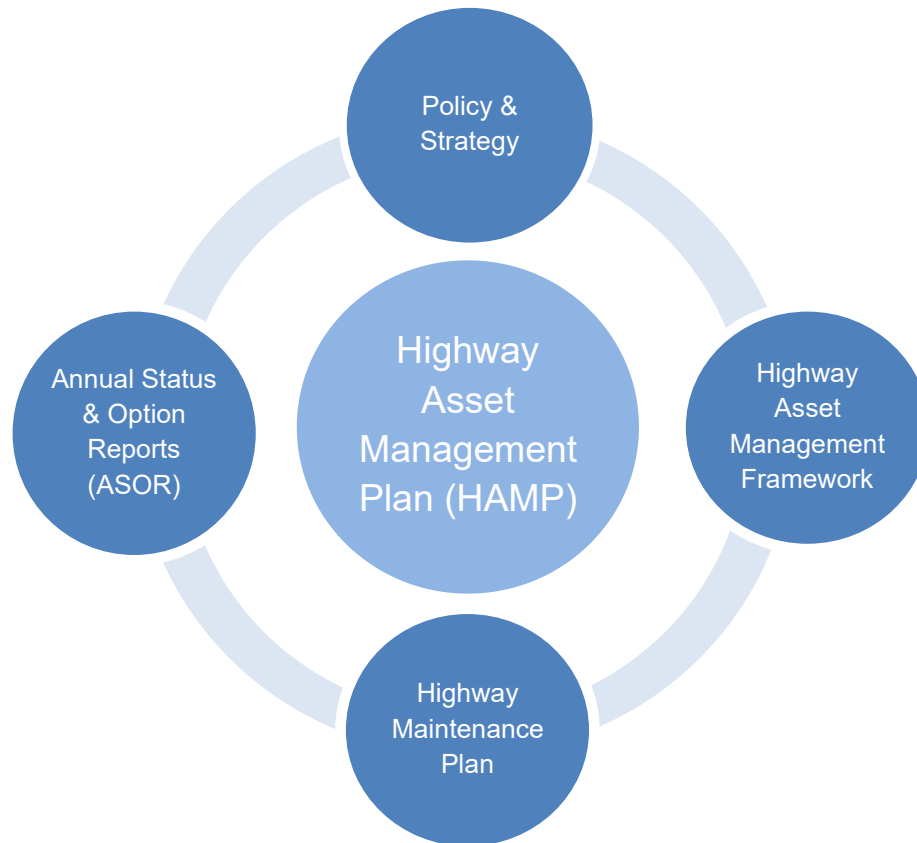 Policy &
Strategy
Highway
Asset
Management
Plan (HAMP)
Annual Status
& Option
Reports
(ASOR)
Highway
Asset
Management
Framework
Highway
Maintenance
Plan